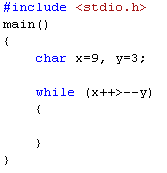 #include <stdio.h>
main()
{
    char x=9, y=3;

    while (x++>--y)
    {

    }
}